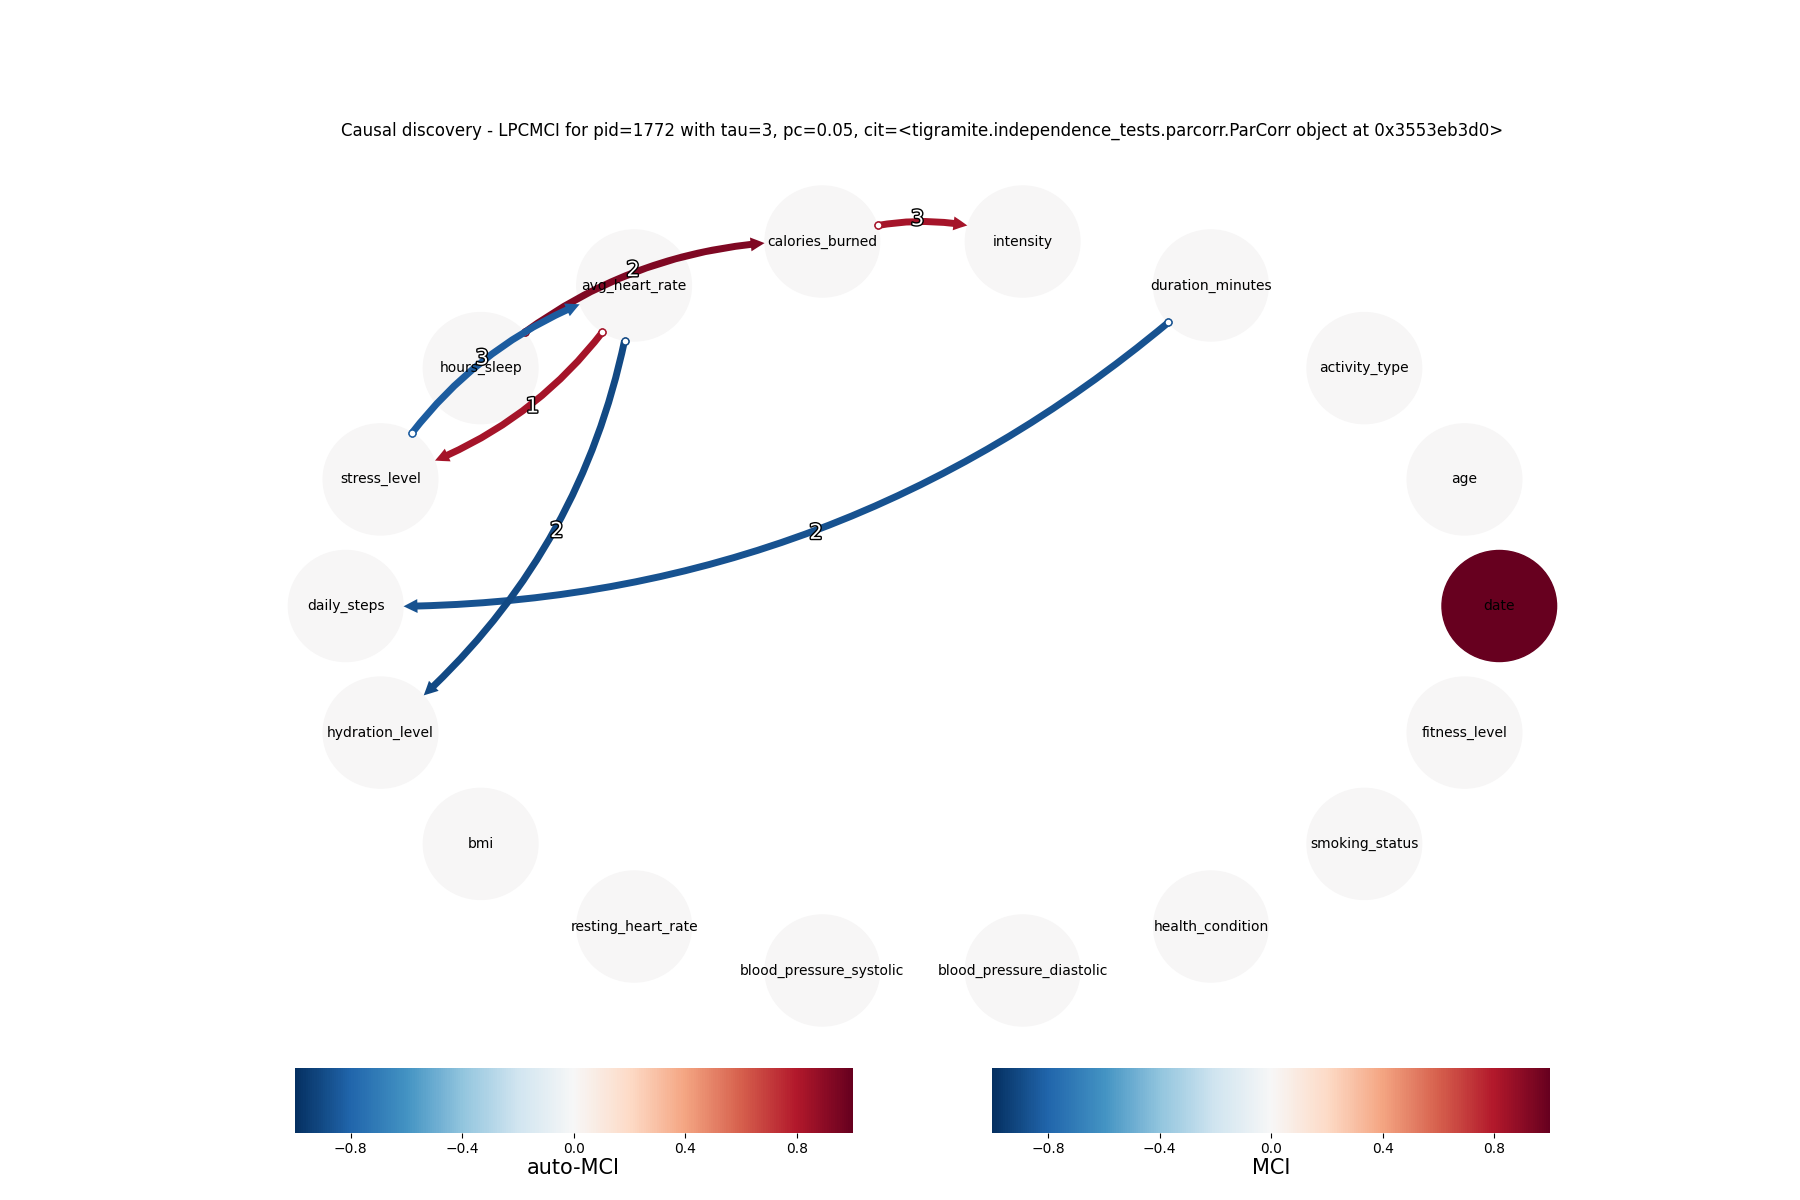 Causal discovery - LPCMCI for pid=1772 with tau=3, pc=0.05, cit=<tigramite.independence_tests.parcorr.ParCorr object at 0x3553eb3d0>
calories_burned
3
intensity
2
avg_heart_rate
duration_minutes
3
hours_sleep
activity_type
1
stress_level
age
2
2
daily_steps
date
hydration_level
fitness_level
bmi
smoking_status
resting_heart_rate
health_condition
blood_pressure_systolic
blood_pressure_diastolic
−0.8 −0.4 0.0 0.4 0.8
auto-MCI
−0.8 −0.4 0.0 0.4 0.8
MCI